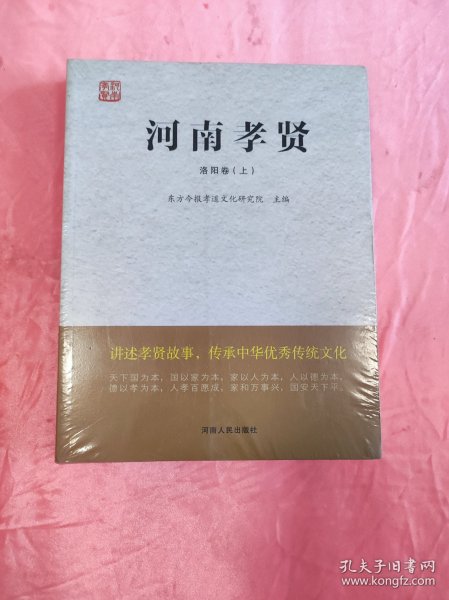 河南孝贤
洛阳卷（上）
东方今报孝道文化研究院 主编
讲述孝贤故事，传承中华优秀传统文化
天下国为本，国以家为本，家以人为本，人以德为本，
德以孝为本，人孝百愿成，家和万事兴，国安天下平。
河南人民出版社
孔夫子旧书网
www.kongfz.com